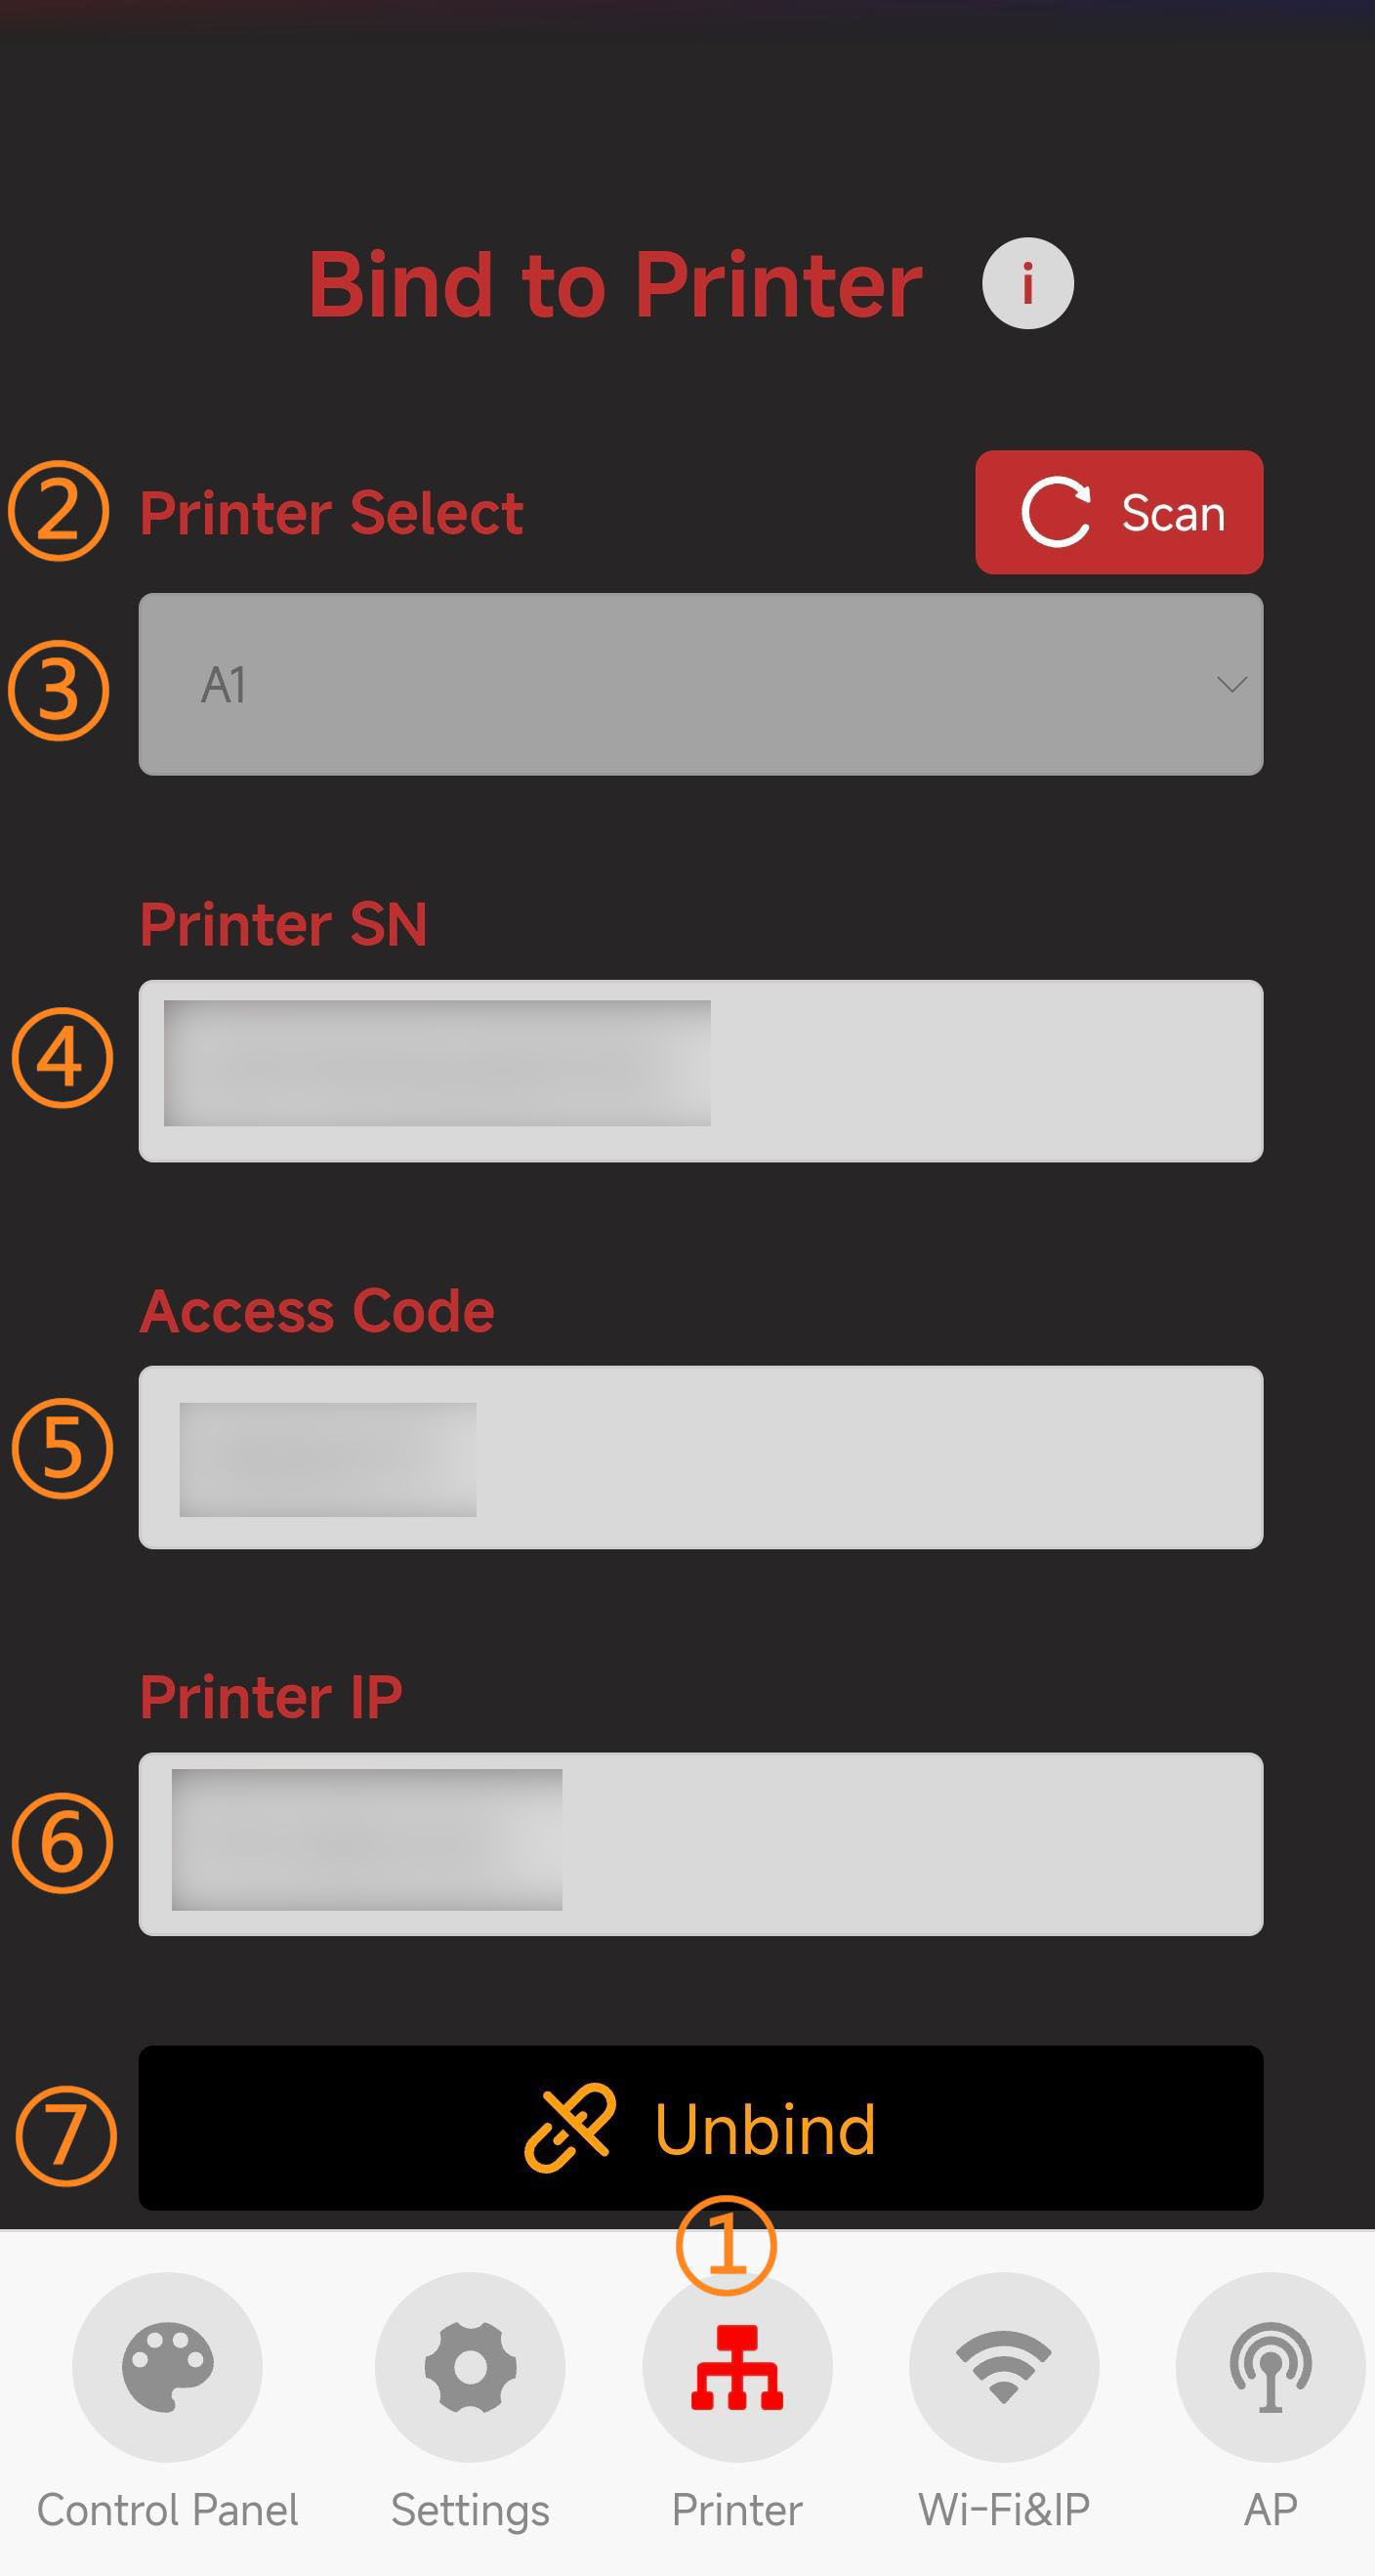 Bind to Printer i
② Printer Select Scan
③ A1
Printer SN
④
Access Code
⑤
Printer IP
⑥
⑦ Unbind
①
Control Panel Settings Printer Wi-Fi&IP AP